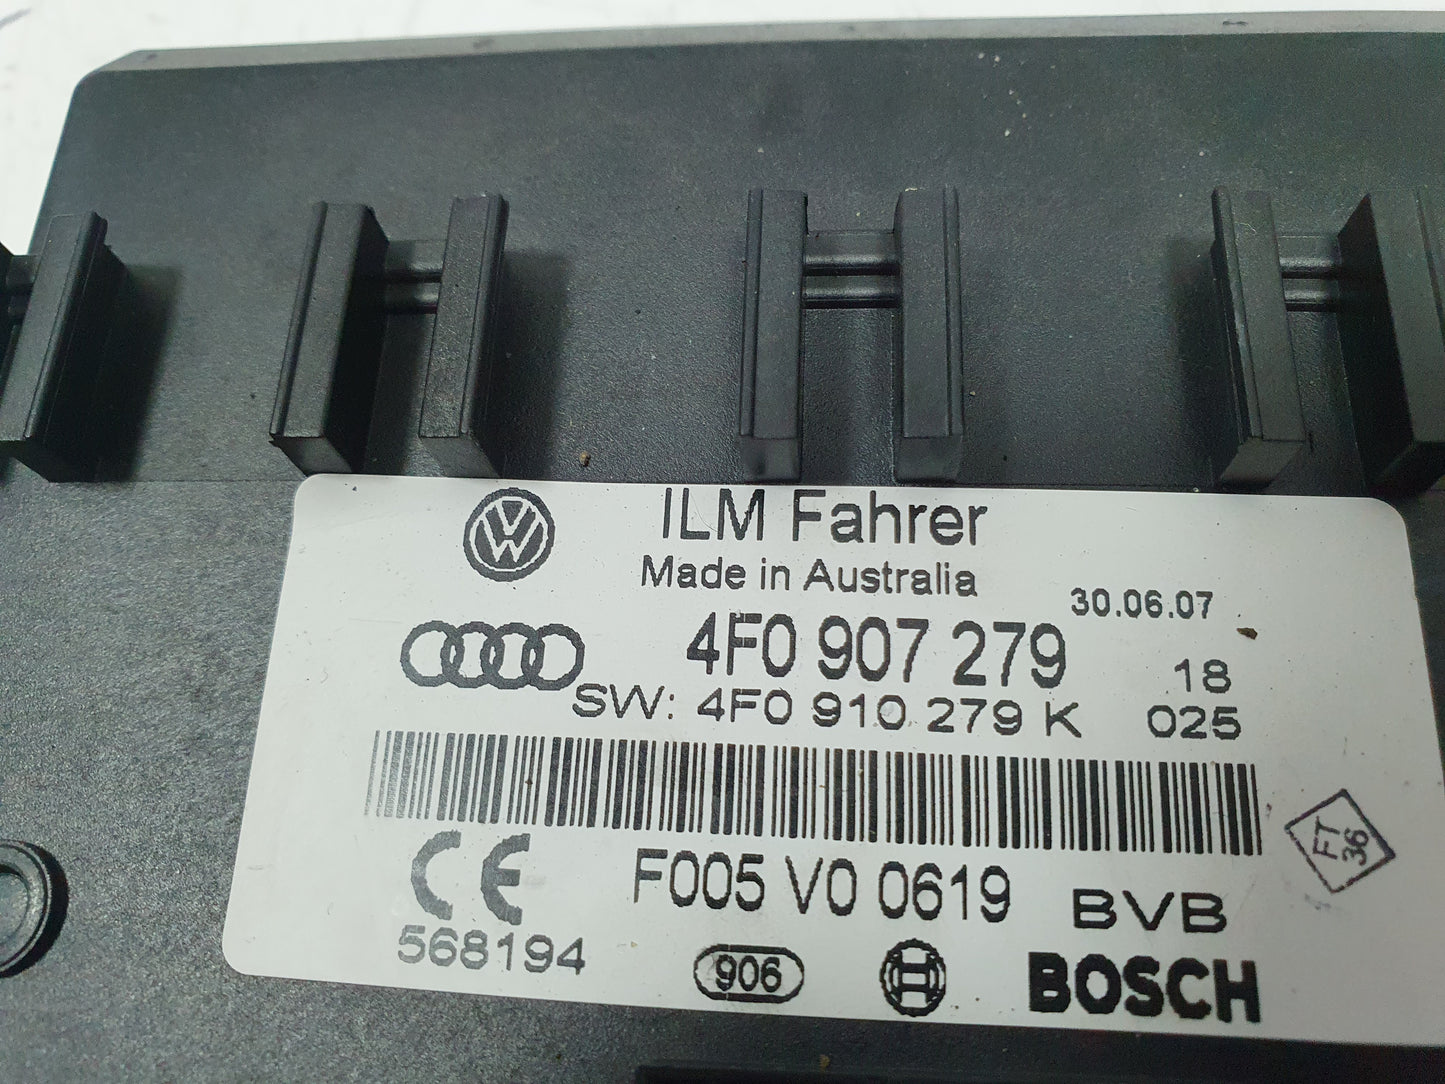 ILM Fahrer
Made in Australia
30.06.07
4F0 907 279
18
SW: 4F0 910 279 K
025
FT
36
CE
F005 V0 0619
BVB
568194
906
BOSCH